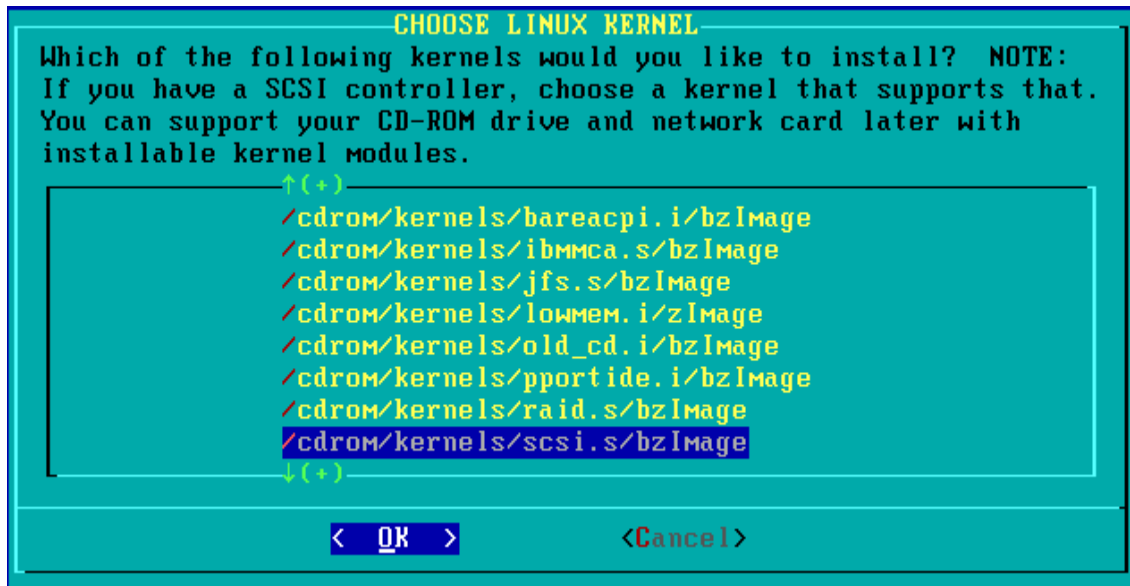 CHOOSE LINUX KERNEL
Which of the following kernels would you like to install?  NOTE:
If you have a SCSI controller, choose a kernel that supports that.
You can support your CD-ROM drive and network card later with
installable kernel modules.
↑(+)
/cdrom/kernels/bareacpi.i/bzImage
/cdrom/kernels/ibmmca.s/bzImage
/cdrom/kernels/jfs.s/bzImage
/cdrom/kernels/lowmem.i/zImage
/cdrom/kernels/old_cd.i/bzImage
/cdrom/kernels/pportide.i/bzImage
/cdrom/kernels/raid.s/bzImage
/cdrom/kernels/scsi.s/bzImage
↓(+)
<  OK  > <Cancel>